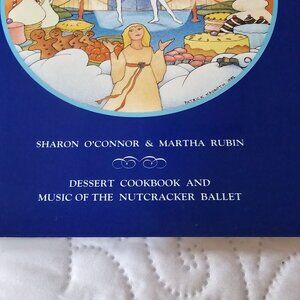 SHARON O'CONNOR & MARTHA RUBIN
DESSERT COOKBOOK AND
MUSIC OF THE NUTCRACKER BALLET